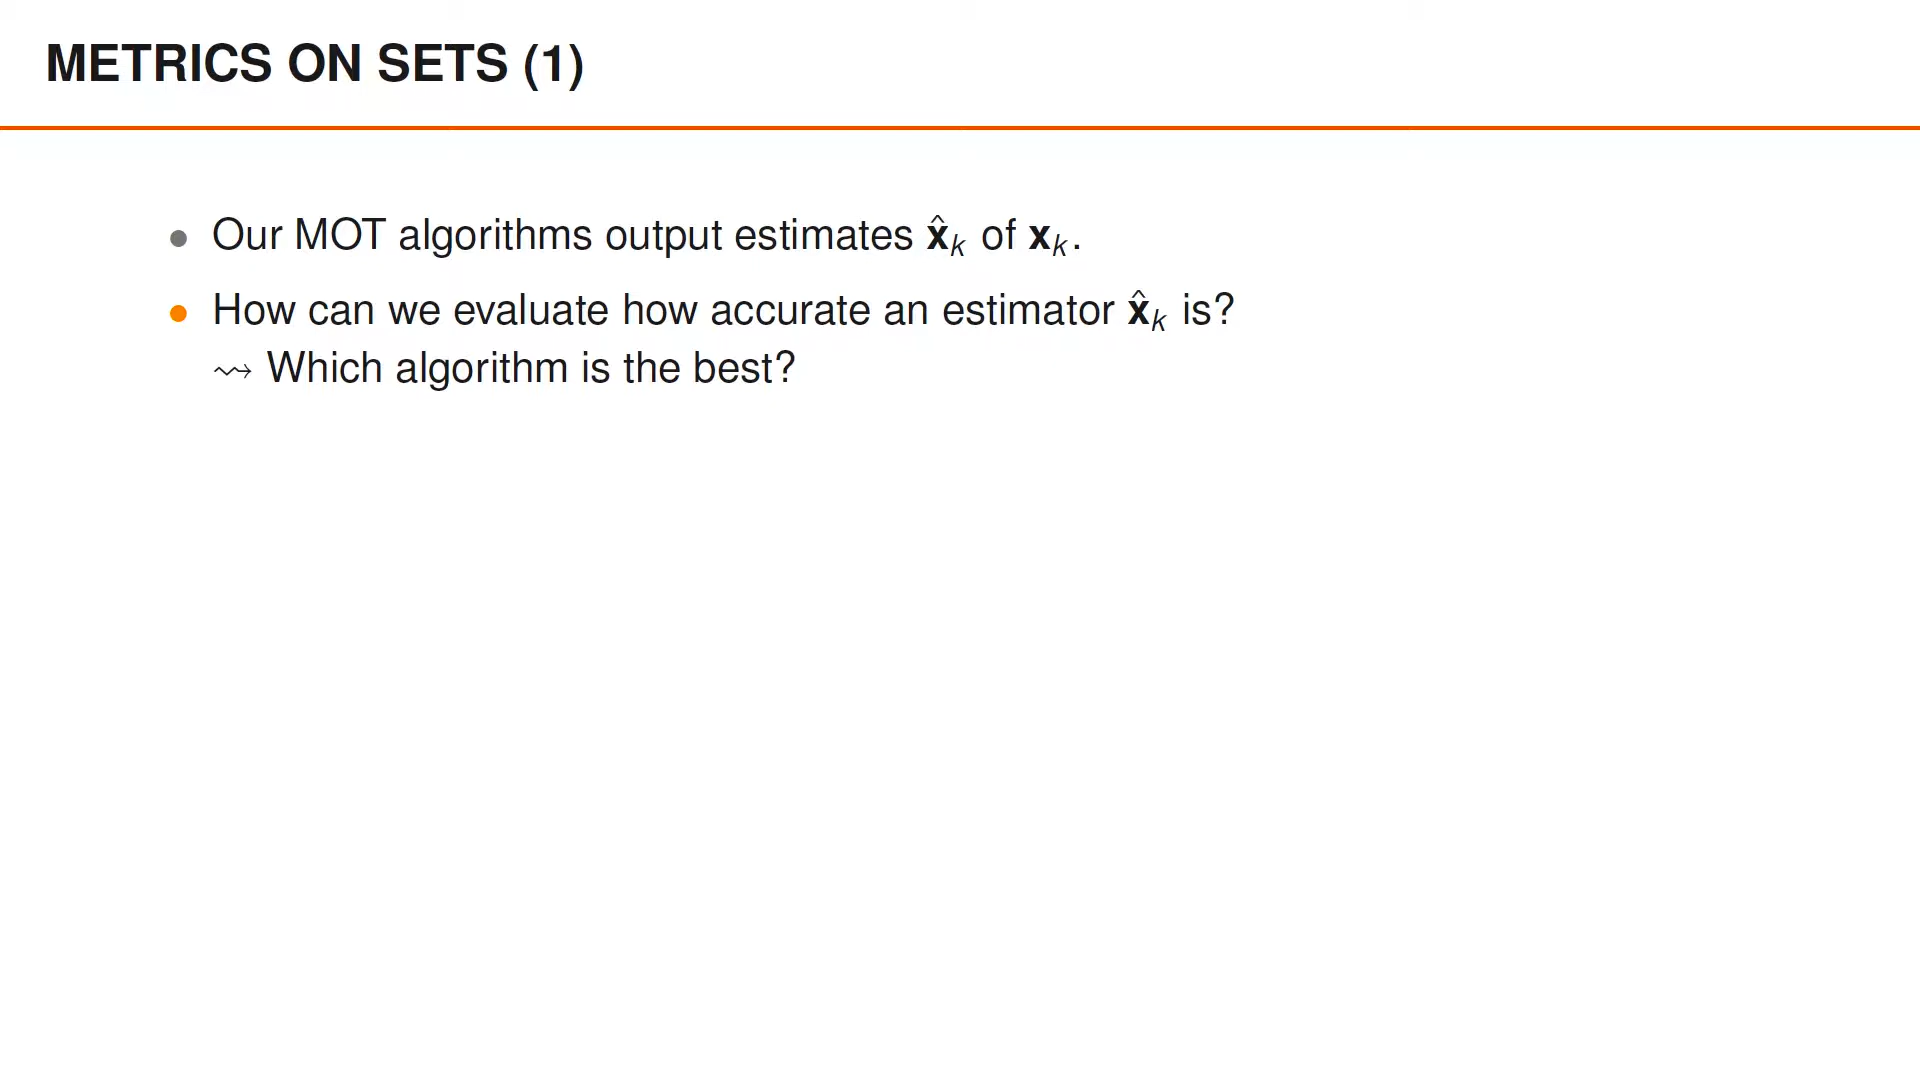 METRICS ON SETS (1)
• Our MOT algorithms output estimates x̂ₖ of xₖ.
• How can we evaluate how accurate an estimator x̂ₖ is?
⇝ Which algorithm is the best?